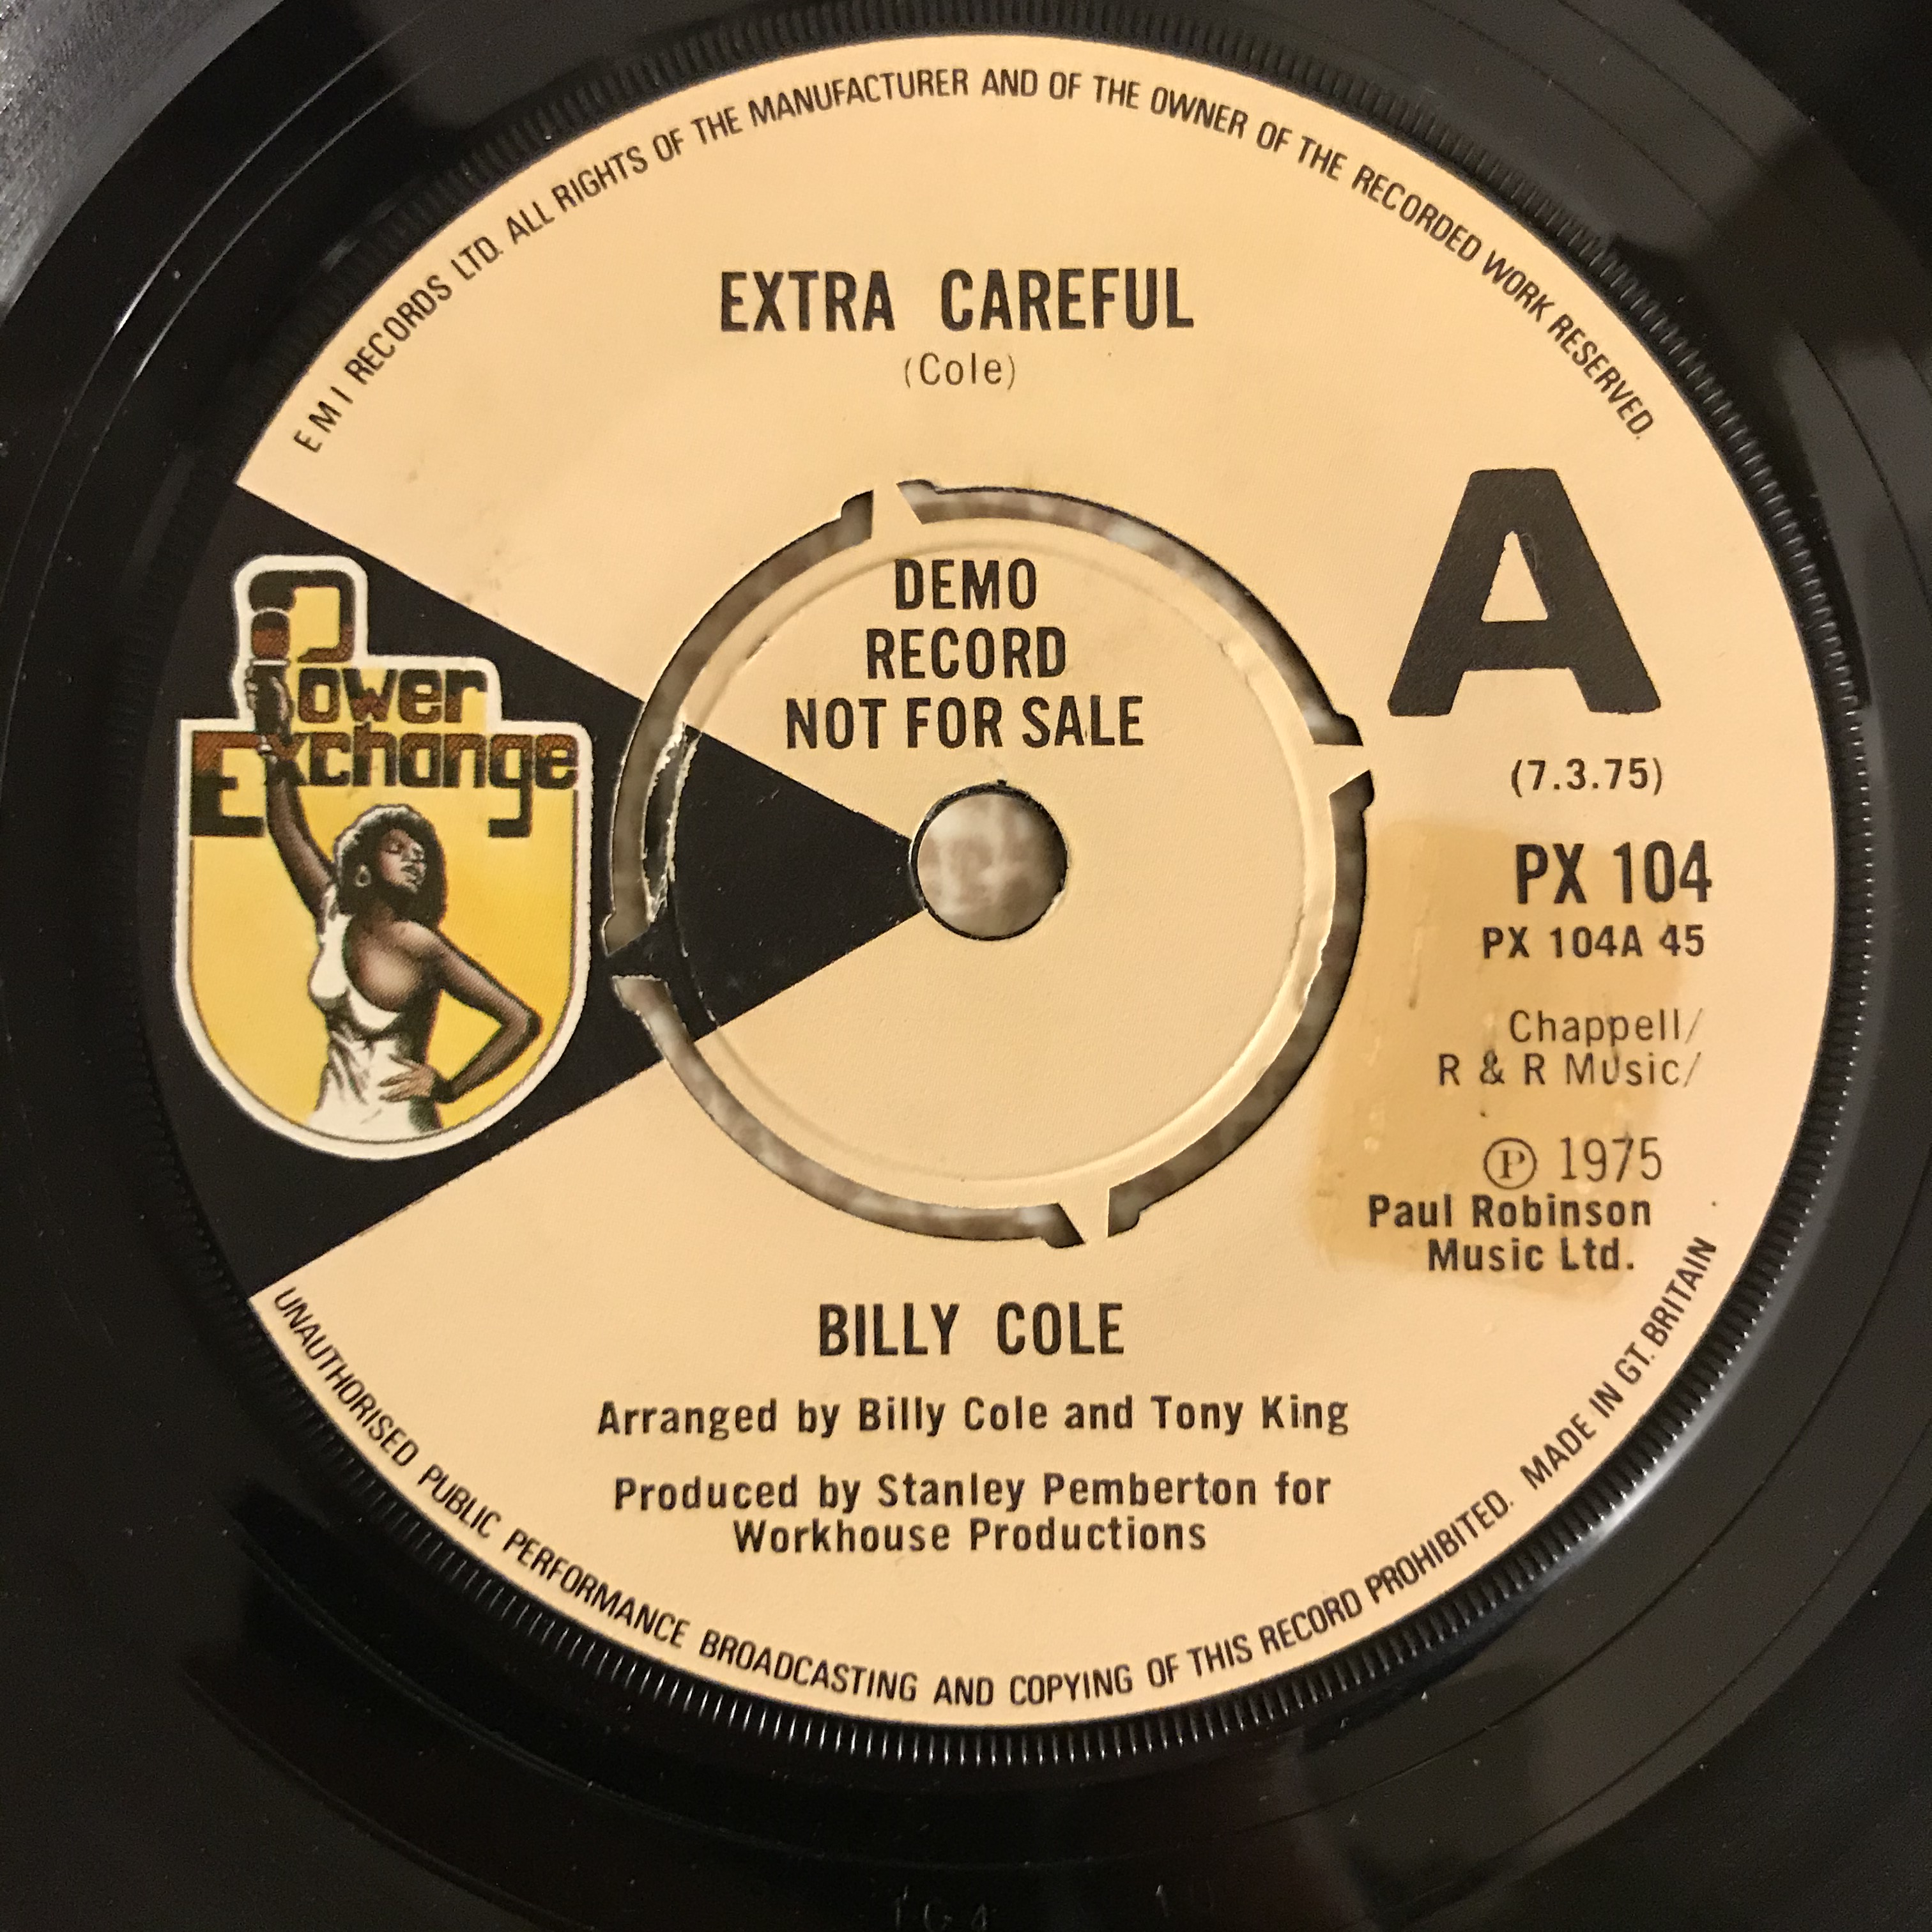 E M I RECORDS LTD. ALL RIGHTS OF THE MANUFACTURER AND OF THE OWNER OF THE RECORDED WORK RESERVED.
EXTRA CAREFUL
(Cole)
DEMO
RECORD
NOT FOR SALE
A
(7.3.75)
Power
Exchange
PX 104
PX 104A 45
Chappell/
R & R Music/
Ⓟ 1975
Paul Robinson
Music Ltd.
BILLY COLE
Arranged by Billy Cole and Tony King
Produced by Stanley Pemberton for
Workhouse Productions
UNAUTHORISED PUBLIC PERFORMANCE BROADCASTING AND COPYING OF THIS RECORD PROHIBITED. MADE IN GT. BRITAIN